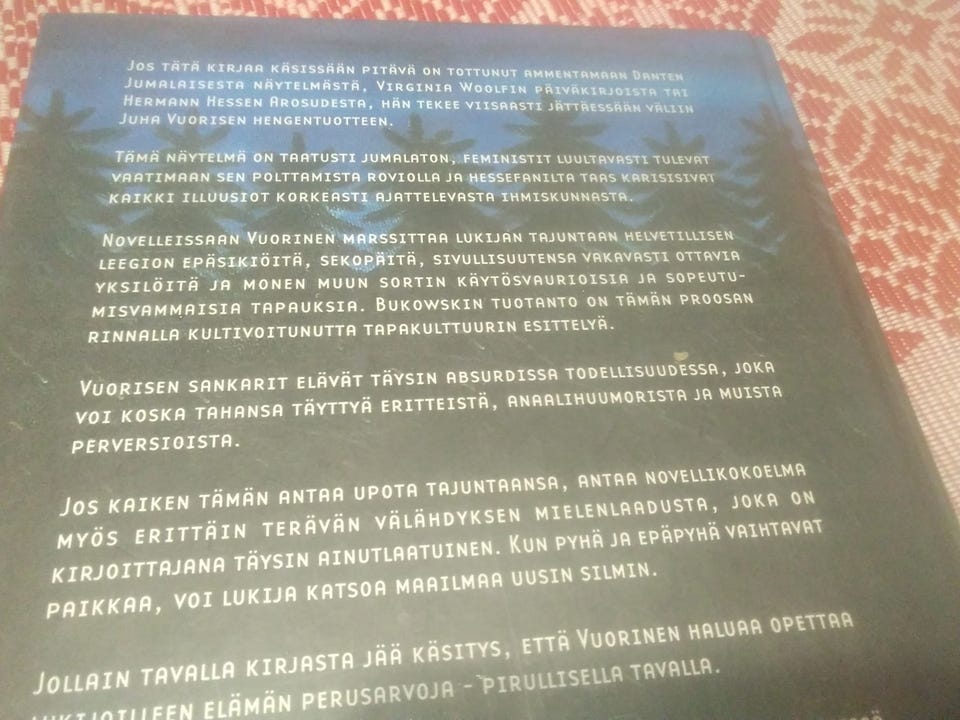 Jos tätä kirjaa käsissään pitävä on tottunut ammentamaan Danten
Jumalaisesta näytelmästä, Virginia Woolfin päiväkirjoista tai
Hermann Hessen Arosudesta, hän tekee viisaasti jättäessään väliin
Juha Vuorisen hengentuotteen.
Tämä näytelmä on taatusti jumalaton, feministit luultavasti tulevat
vaatimaan sen polttamista roviolla ja hessefanilta taas karisisivat
kaikki illuusiot korkeasti ajattelevasta ihmiskunnasta.
Novelleissaan Vuorinen marssittaa lukijan tajuntaan helvetillisen
leegion epäsikiöitä, sekopäitä, sivullisuutensa vakavasti ottavia
yksilöitä ja monen muun sortin käytösvaurioisia ja sopeutu-
misvammaisia tapauksia. Bukowskin tuotanto on tämän proosan
rinnalla kultivoitunutta tapakulttuurin esittelyä.
Vuorisen sankarit elävät täysin absurdissa todellisuudessa, joka
voi koska tahansa täyttyä eritteistä, anaalihuumorista ja muista
perversioista.
Jos kaiken tämän antaa upota tajuntaansa, antaa novellikokoelma
myös erittäin terävän välähdyksen mielenlaadusta, joka on
kirjoittajana täysin ainutlaatuinen. Kun pyhä ja epäpyhä vaihtavat
paikkaa, voi lukija katsoa maailmaa uusin silmin.
Jollain tavalla kirjasta jää käsitys, että Vuorinen haluaa opettaa
lukijoilleen elämän perusarvoja - pirullisella tavalla.